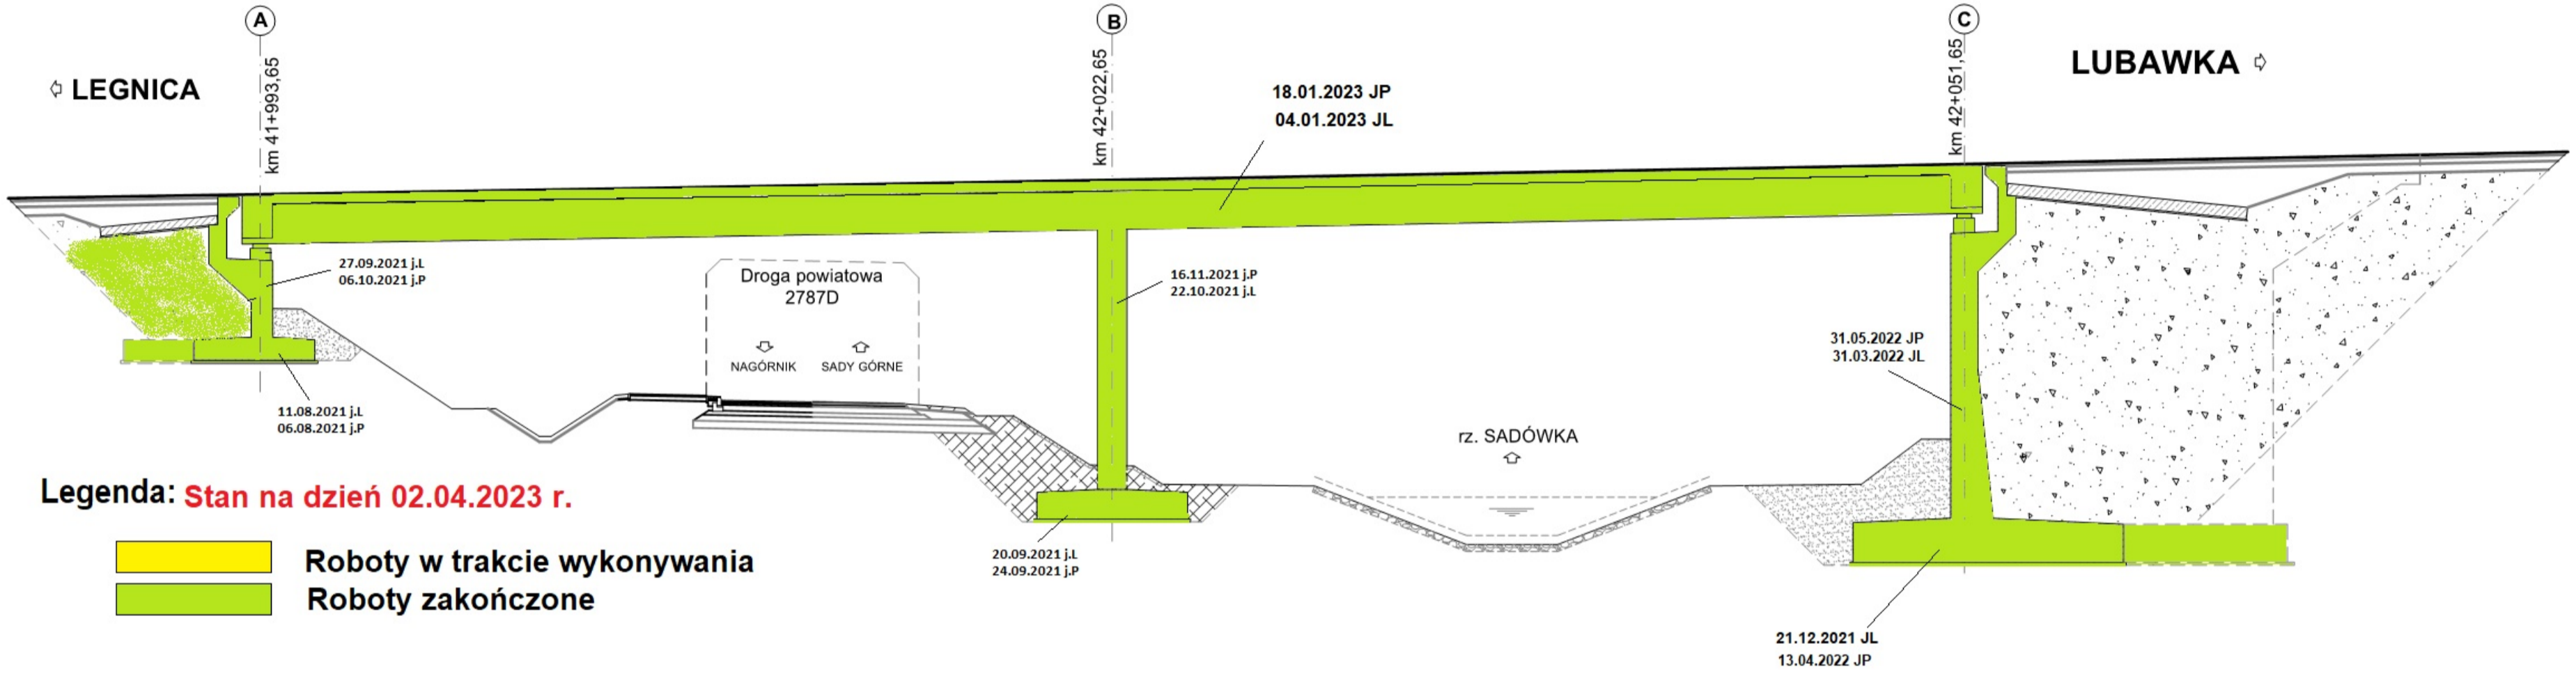 A
B
C
⇦ LEGNICA
km 41+993,65
km 42+022,65
km 42+051,65
LUBAWKA ⇨
18.01.2023 JP
04.01.2023 JL
27.09.2021 j.L
06.10.2021 j.P
Droga powiatowa
2787D
NAGÓRNIK SADY GÓRNE
16.11.2021 j.P
22.10.2021 j.L
31.05.2022 JP
31.03.2022 JL
11.08.2021 j.L
06.08.2021 j.P
rz. SADÓWKA
Legenda: Stan na dzień 02.04.2023 r.
Roboty w trakcie wykonywania
Roboty zakończone
20.09.2021 j.L
24.09.2021 j.P
21.12.2021 JL
13.04.2022 JP